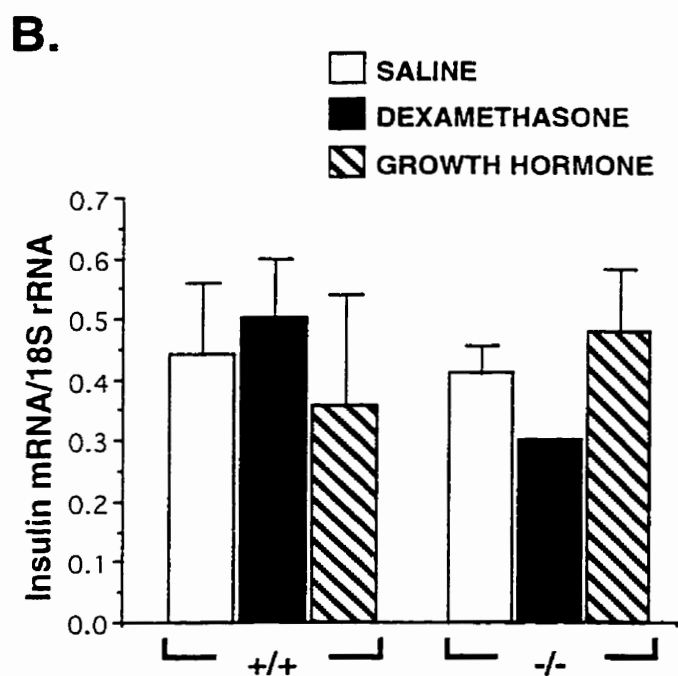 B.
SALINE
DEXAMETHASONE
GROWTH HORMONE
Insulin mRNA/18S rRNA
0.7
0.6
0.5
0.4
0.3
0.2
0.1
0.0
+/+
-/-